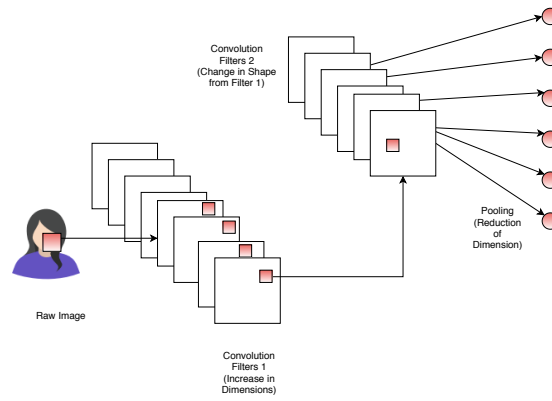 Convolution
Filters 2
(Change in Shape
from Filter 1)
Pooling
(Reduction
of
Dimension)
Raw Image
Convolution
Filters 1
(Increase in
Dimensions)